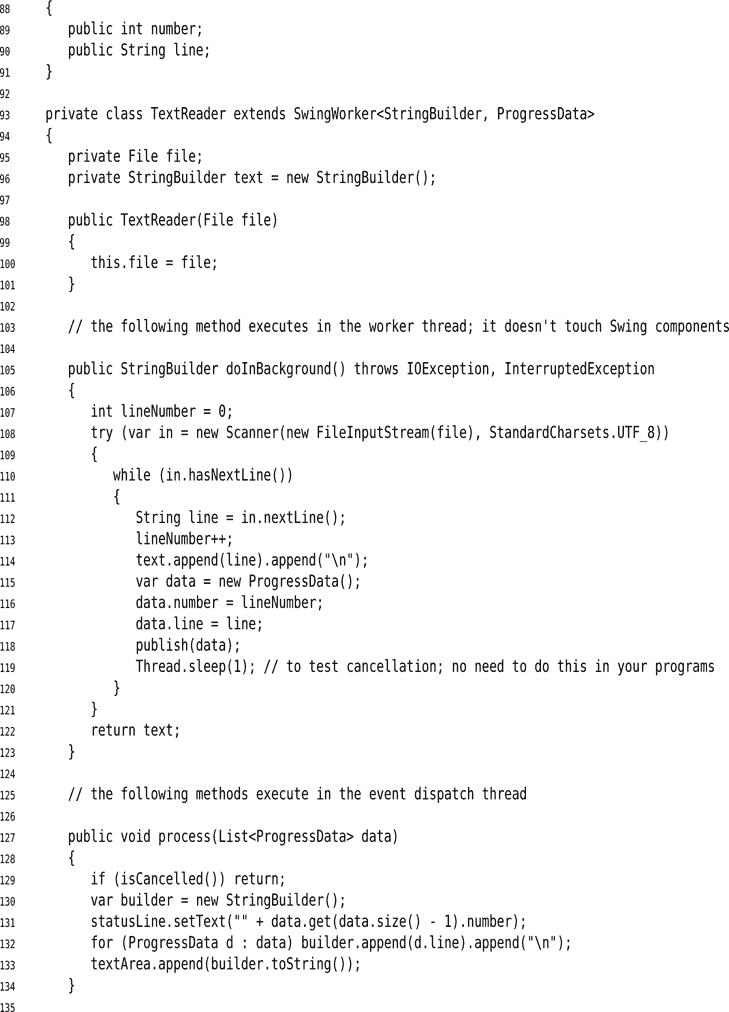 88 {
89 public int number;
90 public String line;
91 }
92
93 private class TextReader extends SwingWorker<StringBuilder, ProgressData>
94 {
95 private File file;
96 private StringBuilder text = new StringBuilder();
97
98 public TextReader(File file)
99 {
100 this.file = file;
101 }
102
103 // the following method executes in the worker thread; it doesn't touch Swing components
104
105 public StringBuilder doInBackground() throws IOException, InterruptedException
106 {
107 int lineNumber = 0;
108 try (var in = new Scanner(new FileInputStream(file), StandardCharsets.UTF_8))
109 {
110 while (in.hasNextLine())
111 {
112 String line = in.nextLine();
113 lineNumber++;
114 text.append(line).append("\n");
115 var data = new ProgressData();
116 data.number = lineNumber;
117 data.line = line;
118 publish(data);
119 Thread.sleep(1); // to test cancellation; no need to do this in your programs
120 }
121 }
122 return text;
123 }
124
125 // the following methods execute in the event dispatch thread
126
127 public void process(List<ProgressData> data)
128 {
129 if (isCancelled()) return;
130 var builder = new StringBuilder();
131 statusLine.setText("" + data.get(data.size() - 1).number);
132 for (ProgressData d : data) builder.append(d.line).append("\n");
133 textArea.append(builder.toString());
134 }
135